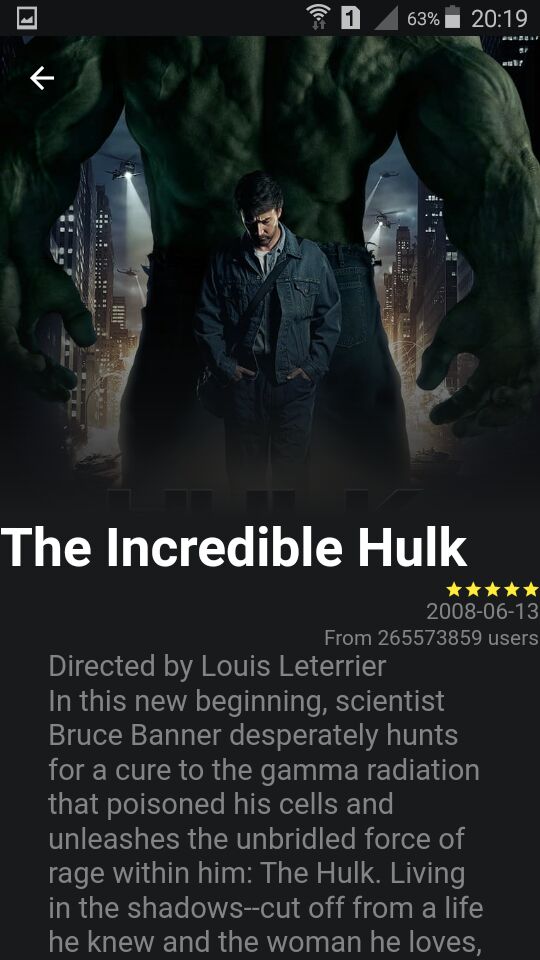 1 63% 20:19
HULK
The Incredible Hulk
2008-06-13
From 265573859 users
Directed by Louis Leterrier
In this new beginning, scientist
Bruce Banner desperately hunts
for a cure to the gamma radiation
that poisoned his cells and
unleashes the unbridled force of
rage within him: The Hulk. Living
in the shadows--cut off from a life
he knew and the woman he loves,